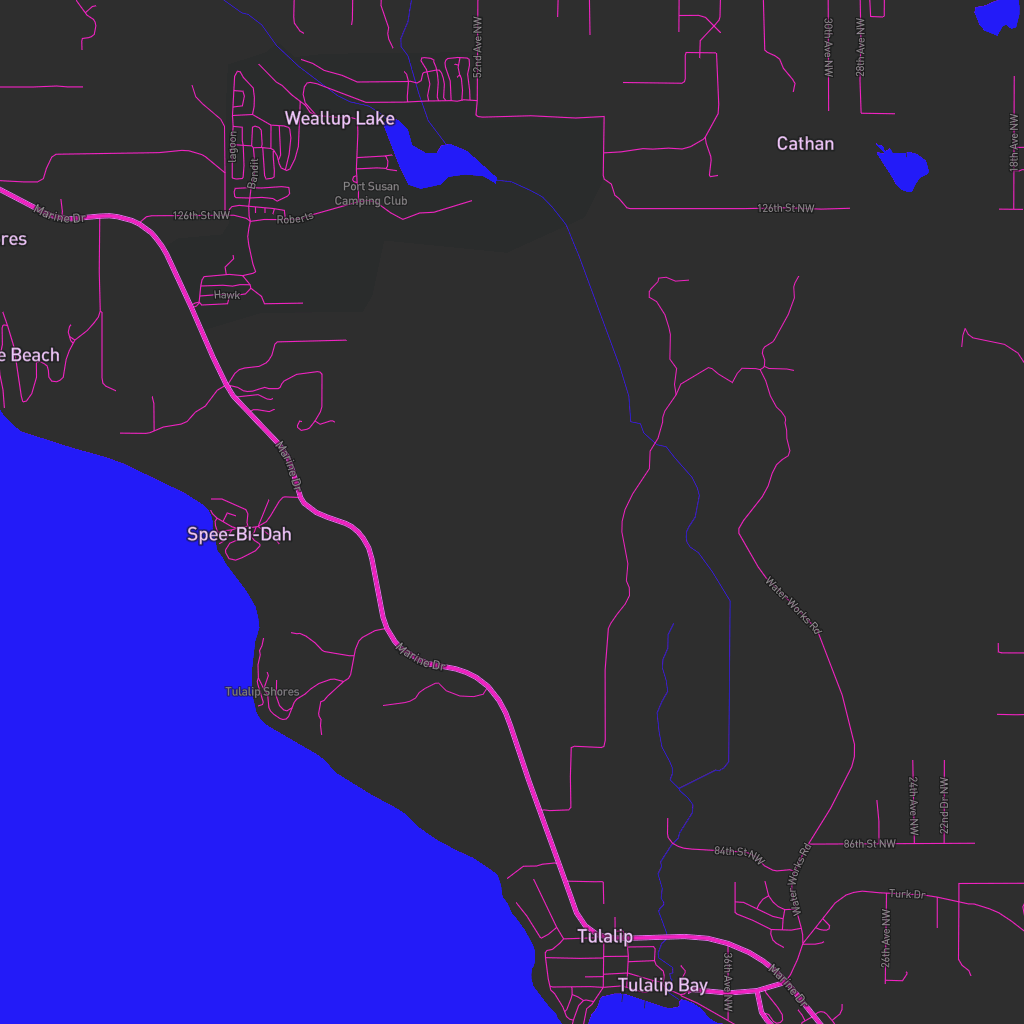 52nd Ave NW
30th Ave NW
28th Ave NW
Weallup Lake
Cathan
18th Ave NW
lagoon
Bandit
Port Susan
Camping Club
Marine Dr
126th St NW
Roberts
126th St NW
res
Hawk
e Beach
Marine Dr
Spee-Bi-Dah
Water Works Rd
Marine Dr
Tulalip Shores
24th Ave NW
22nd Dr NW
84th St NW
86th St NW
Water Works Rd
Turk Dr
26th Ave NW
Tulalip
36th Ave NW
Marine Dr
Tulalip Bay